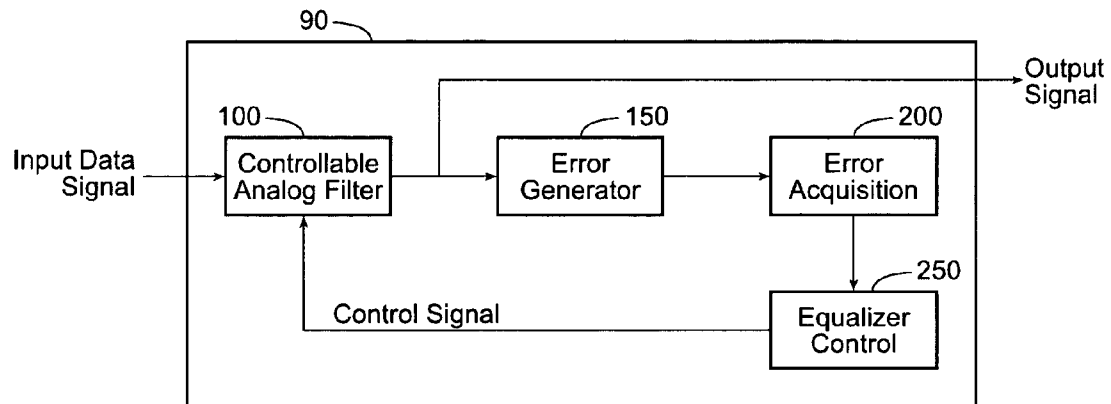 90
Output
Signal
100
150
200
Input Data
Signal
Controllable
Analog Filter
Error
Generator
Error
Acquisition
250
Control Signal
Equalizer
Control